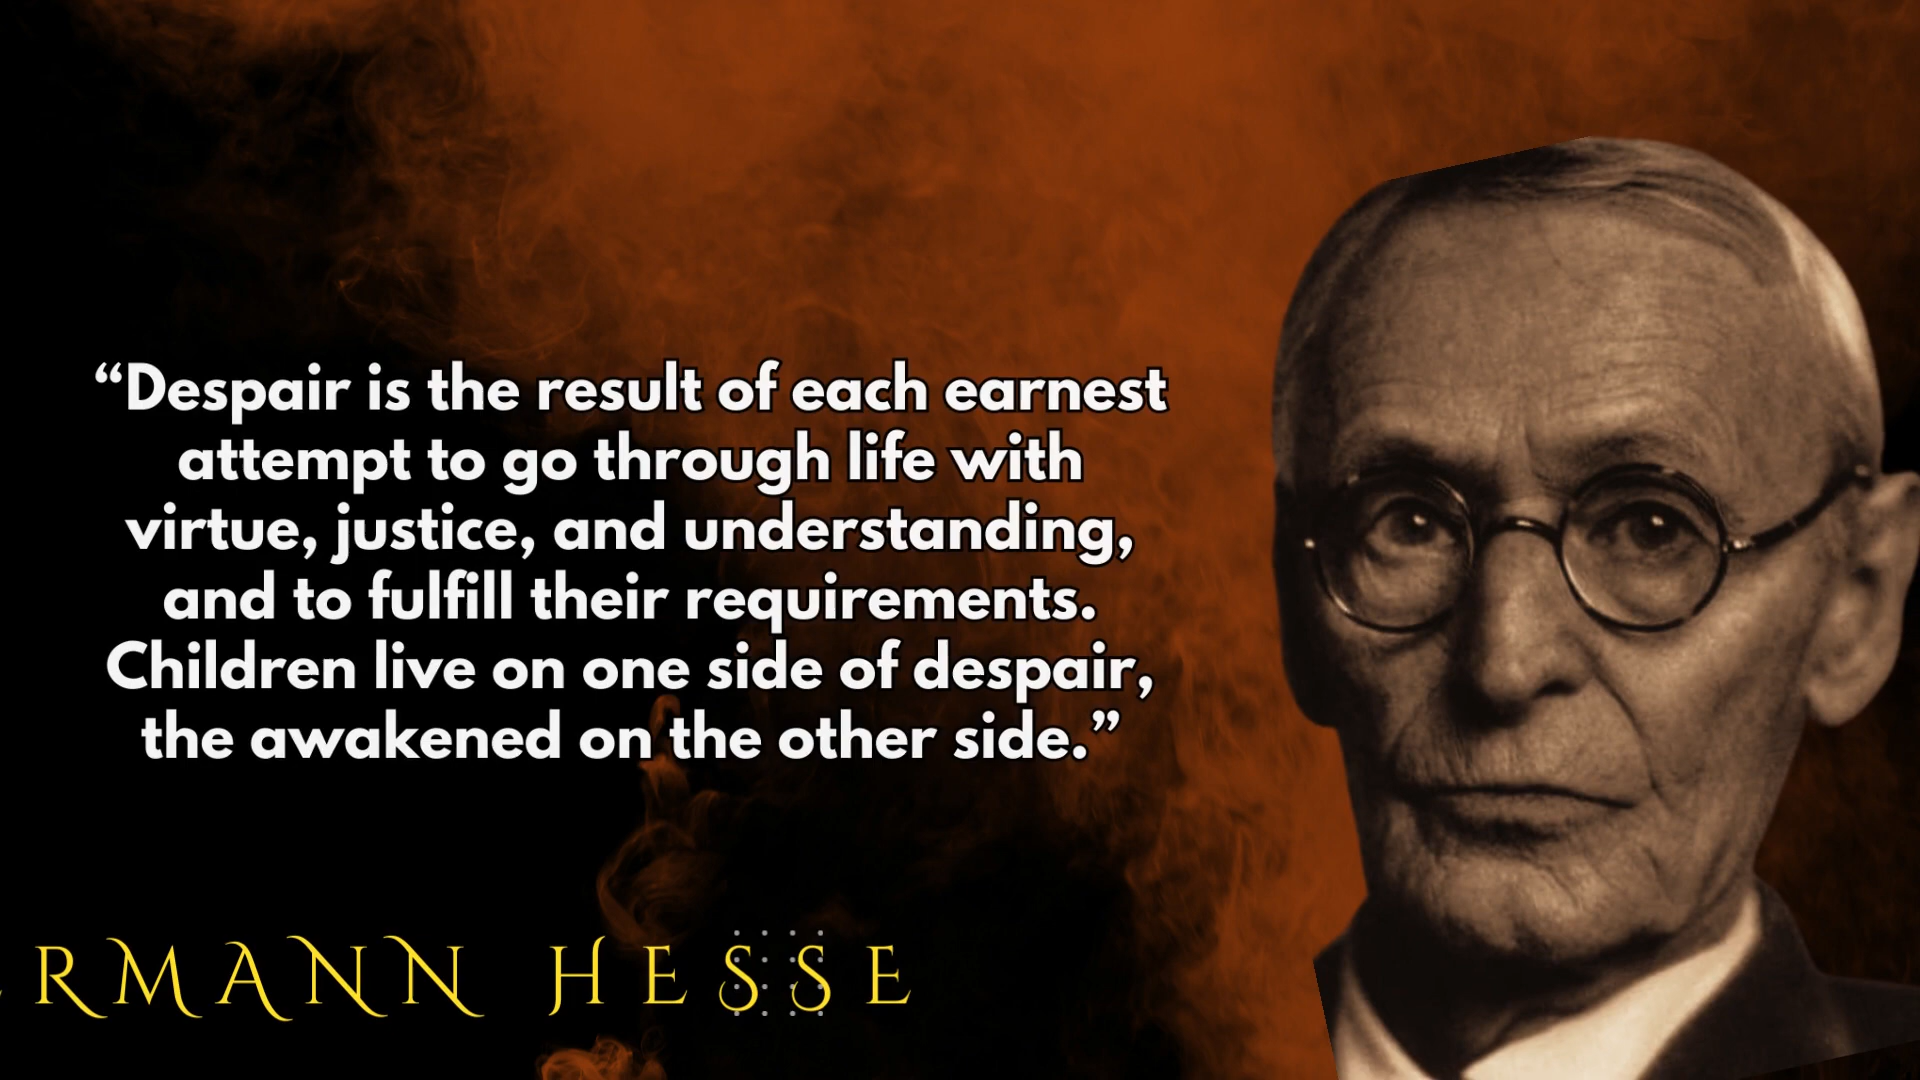 “Despair is the result of each earnest
attempt to go through life with
virtue, justice, and understanding,
and to fulfill their requirements.
Children live on one side of despair,
the awakened on the other side.”
RMANN HESSE